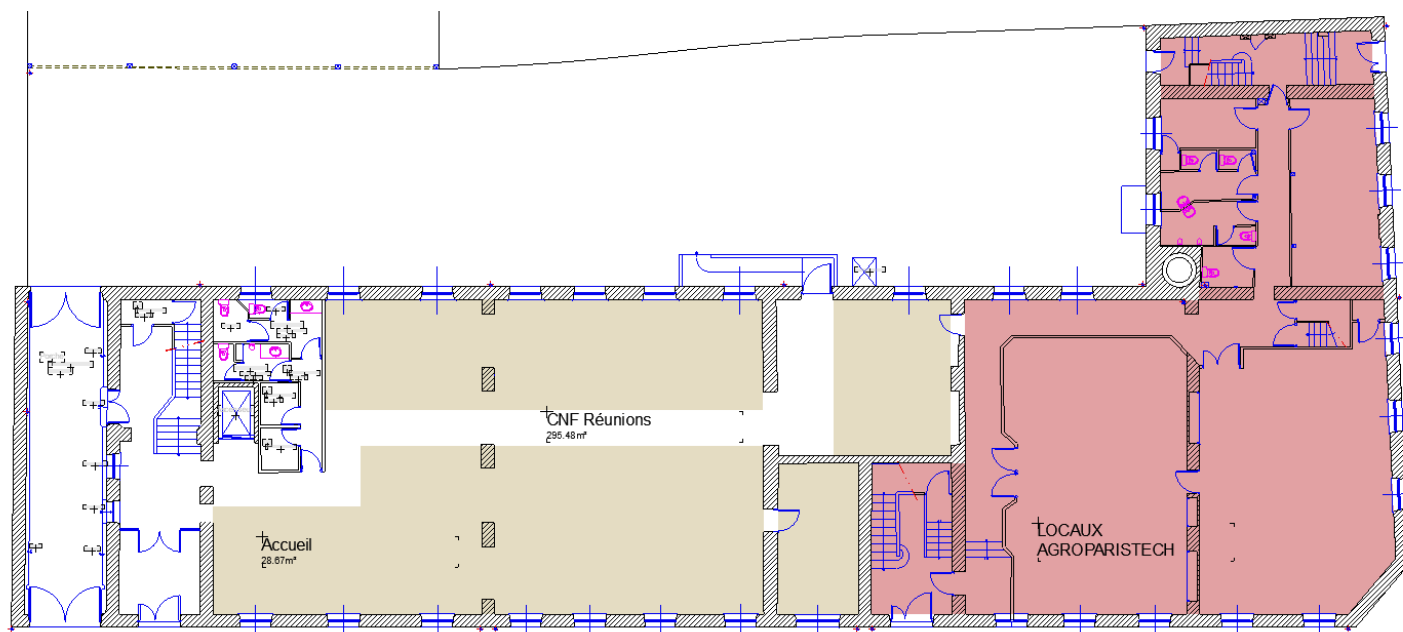 CNF Réunions
295.48m²
Accueil
28.67m²
LOCAUX
AGROPARISTECH